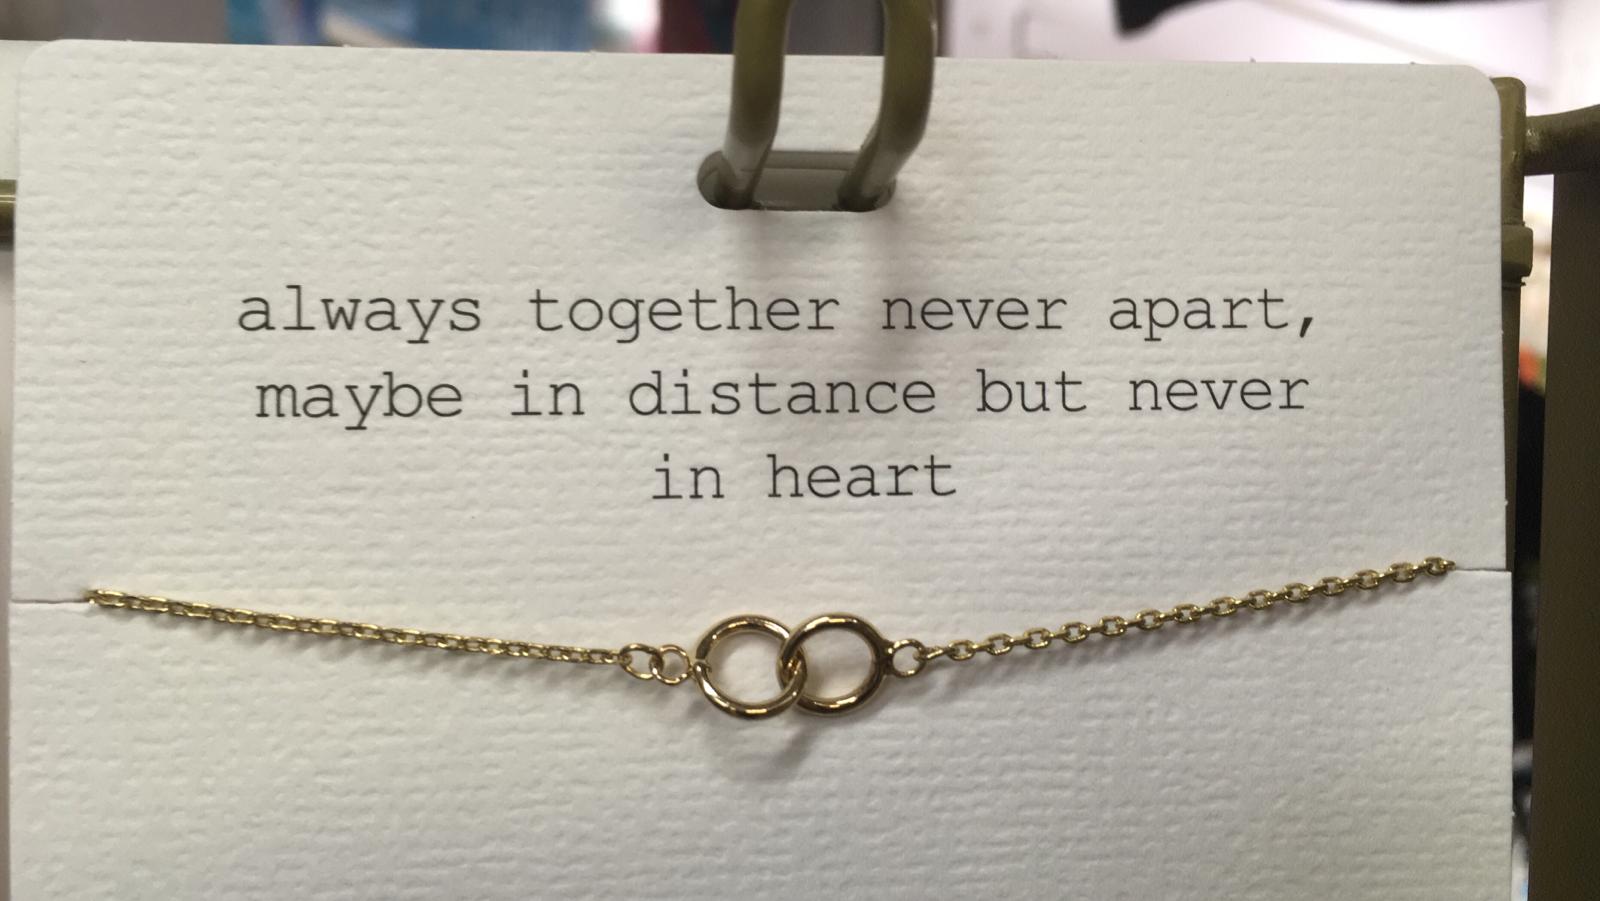 always together never apart,
maybe in distance but never
in heart